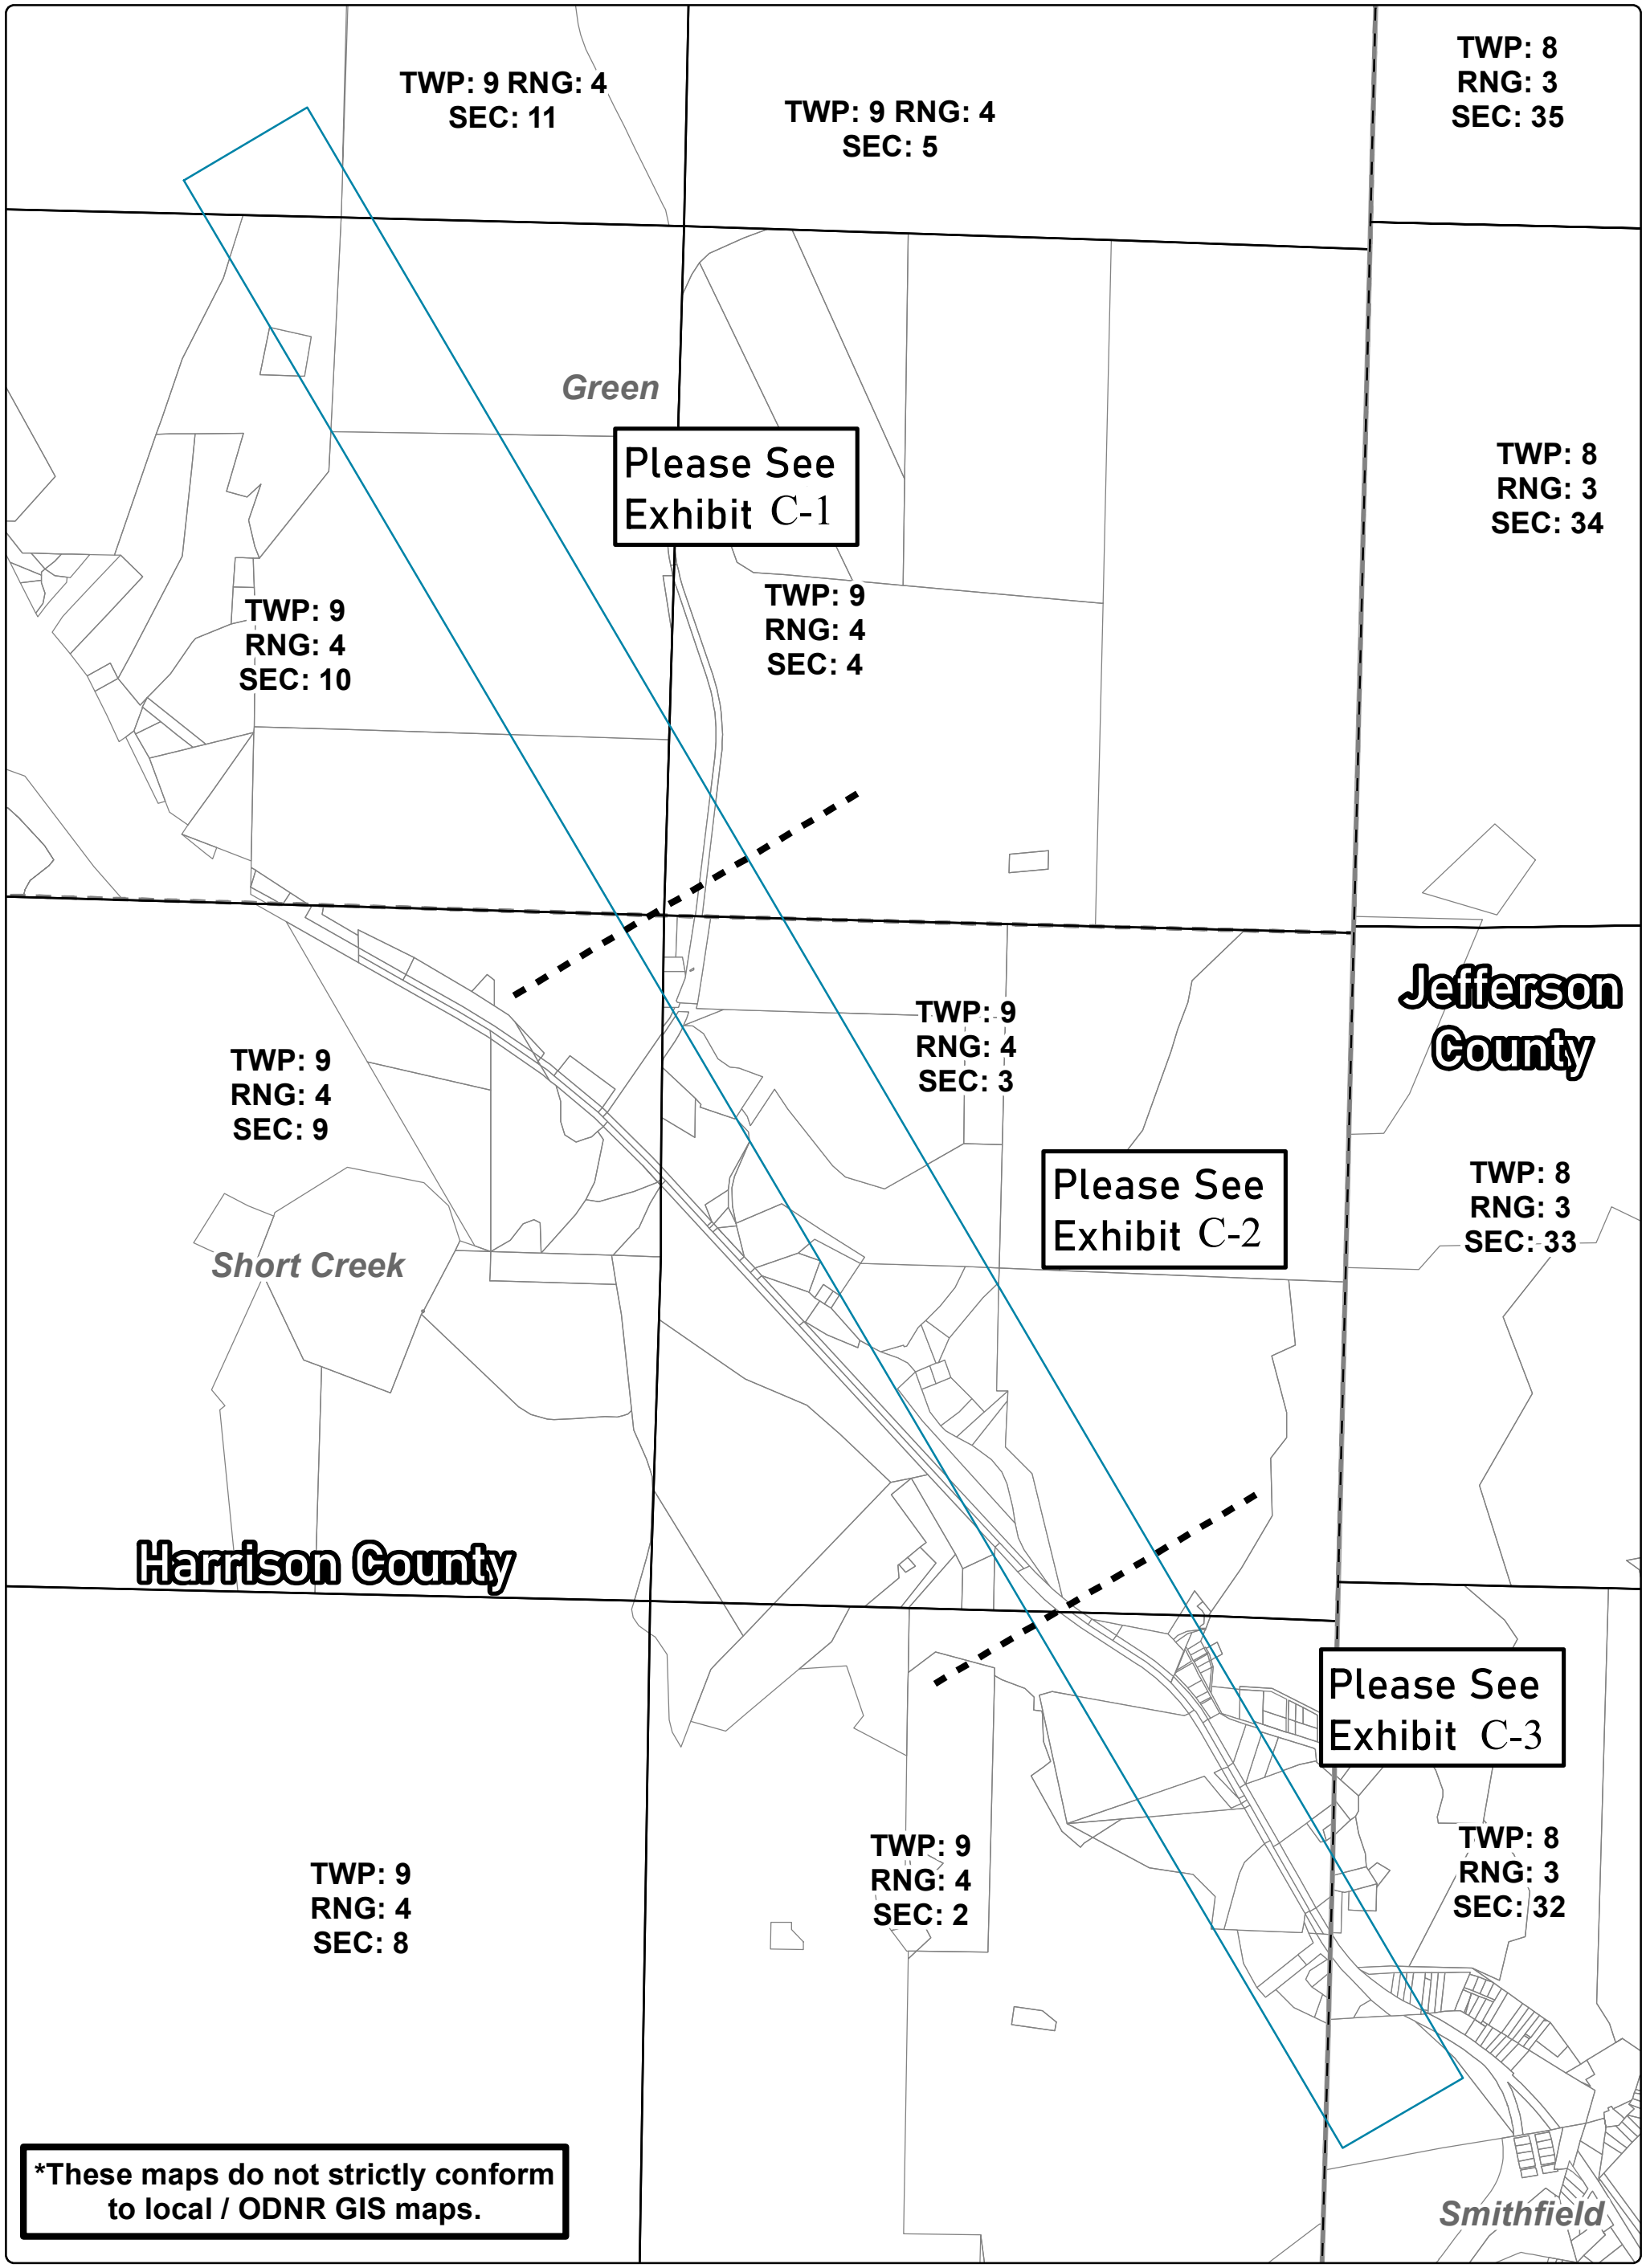 TWP: 9 RNG: 4
SEC: 11
TWP: 9 RNG: 4
SEC: 5
TWP: 8
RNG: 3
SEC: 35
Green
Please See
Exhibit C-1
TWP: 8
RNG: 3
SEC: 34
TWP: 9
RNG: 4
SEC: 10
TWP: 9
RNG: 4
SEC: 4
Jefferson
County
TWP: 9
RNG: 4
SEC: 9
TWP: 9
RNG: 4
SEC: 3
Please See
Exhibit C-2
TWP: 8
RNG: 3
SEC: 33
Short Creek
Harrison County
Please See
Exhibit C-3
TWP: 9
RNG: 4
SEC: 8
TWP: 9
RNG: 4
SEC: 2
TWP: 8
RNG: 3
SEC: 32
*These maps do not strictly conform
to local / ODNR GIS maps.
Smithfield